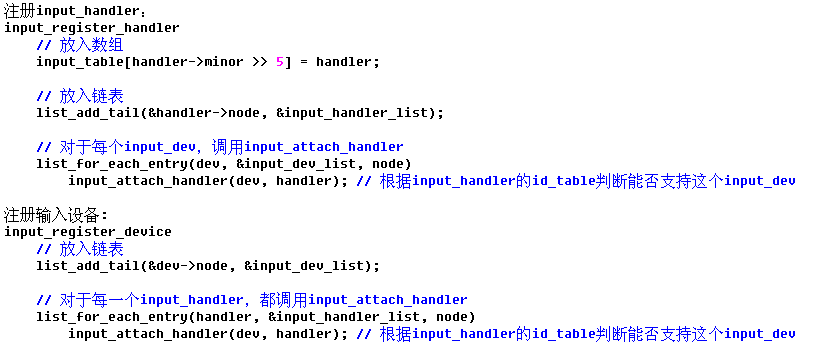 注册input_handler:
input_register_handler
// 放入数组
input_table[handler->minor >> 5] = handler;
// 放入链表
list_add_tail(&handler->node, &input_handler_list);
// 对于每个input_dev，调用input_attach_handler
list_for_each_entry(dev, &input_dev_list, node)
input_attach_handler(dev, handler); // 根据input_handler的id_table判断能否支持这个input_dev
注册输入设备：
input_register_device
// 放入链表
list_add_tail(&dev->node, &input_dev_list);
// 对于每一个input_handler，都调用input_attach_handler
list_for_each_entry(handler, &input_handler_list, node)
input_attach_handler(dev, handler); // 根据input_handler的id_table判断能否支持这个input_dev